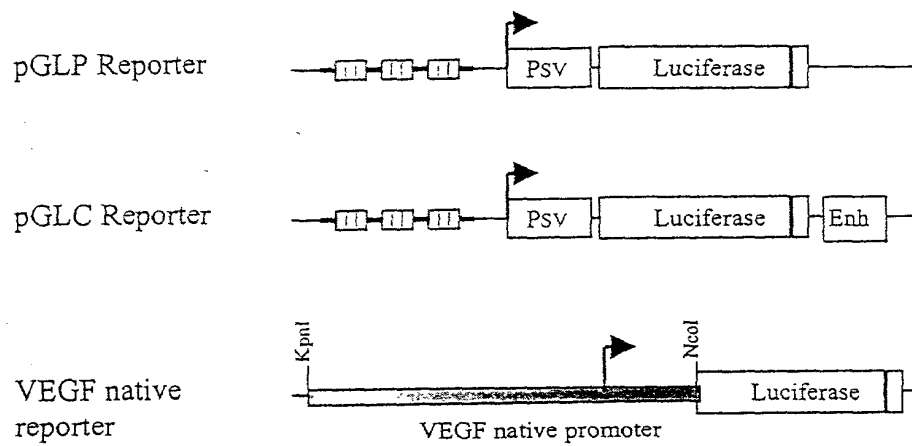 pGLP Reporter
PSV
Luciferase
pGLC Reporter
PSV
Luciferase
Enh
KpnI
NcoI
VEGF native
reporter
Luciferase
VEGF native promoter